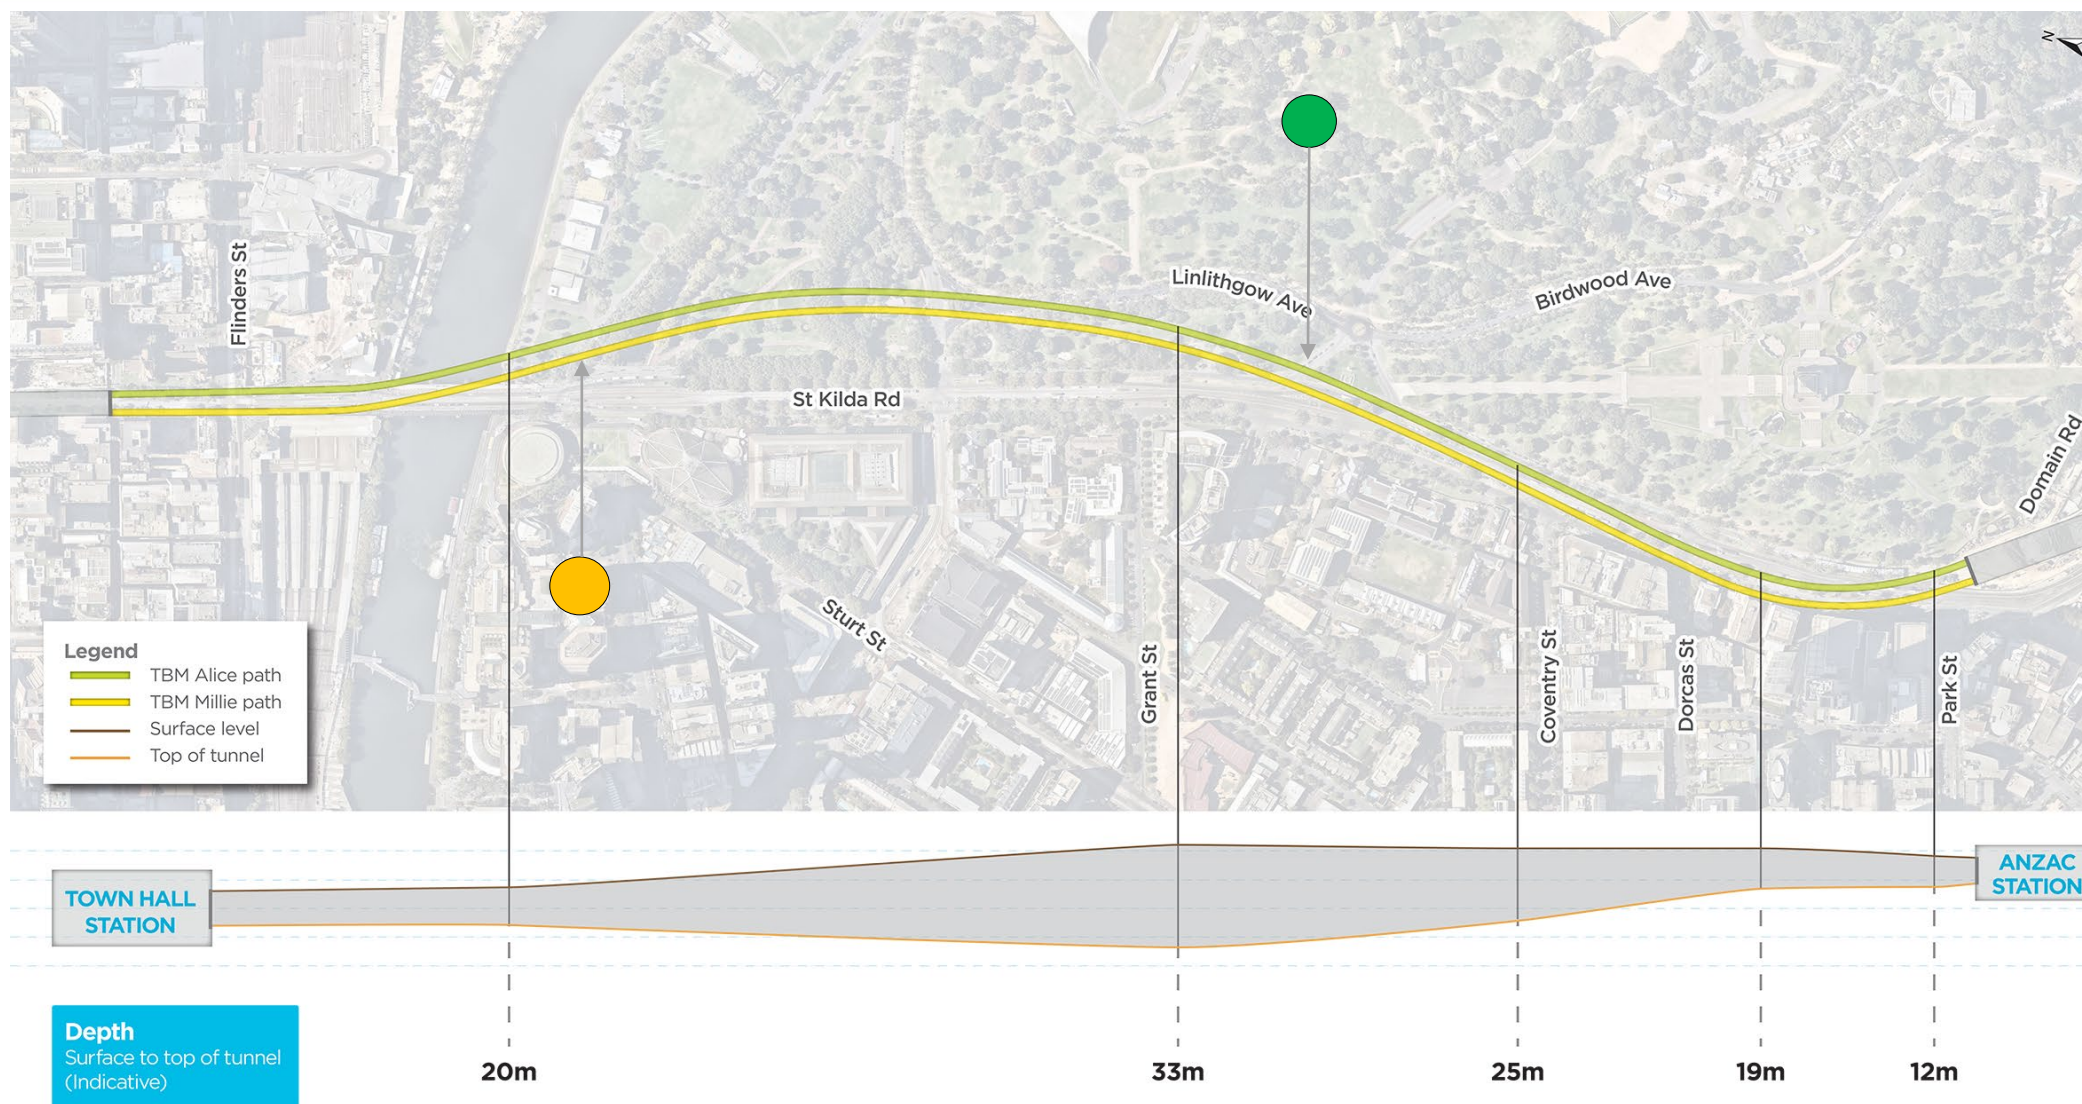 N
Flinders St
Linlithgow Ave
Birdwood Ave
St Kilda Rd
Domain Rd
Sturt St
Grant St
Coventry St
Dorcas St
Park St
Legend
TBM Alice path
TBM Millie path
Surface level
Top of tunnel
TOWN HALL
STATION
ANZAC
STATION
Depth
Surface to top of tunnel
(Indicative)
20m
33m
25m
19m
12m